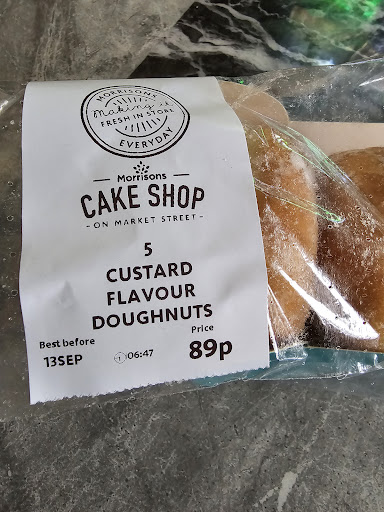 MORRISONS
Making it
FRESH IN STORE
EVERYDAY
Morrisons
CAKE SHOP
- ON MARKET STREET -
5
CUSTARD
FLAVOUR
DOUGHNUTS
Best before
Price
13SEP
06:47
89p